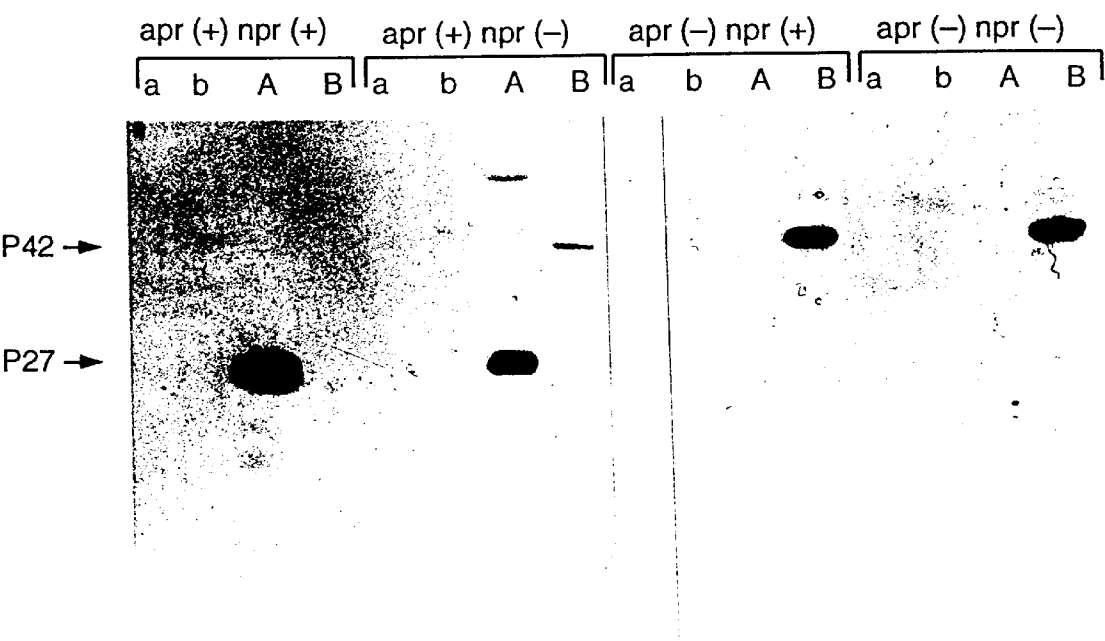 apr (+) npr (+) apr (+) npr (–) apr (–) npr (+) apr (–) npr (–)
a b A B a b A B a b A B a b A B
P42
P27